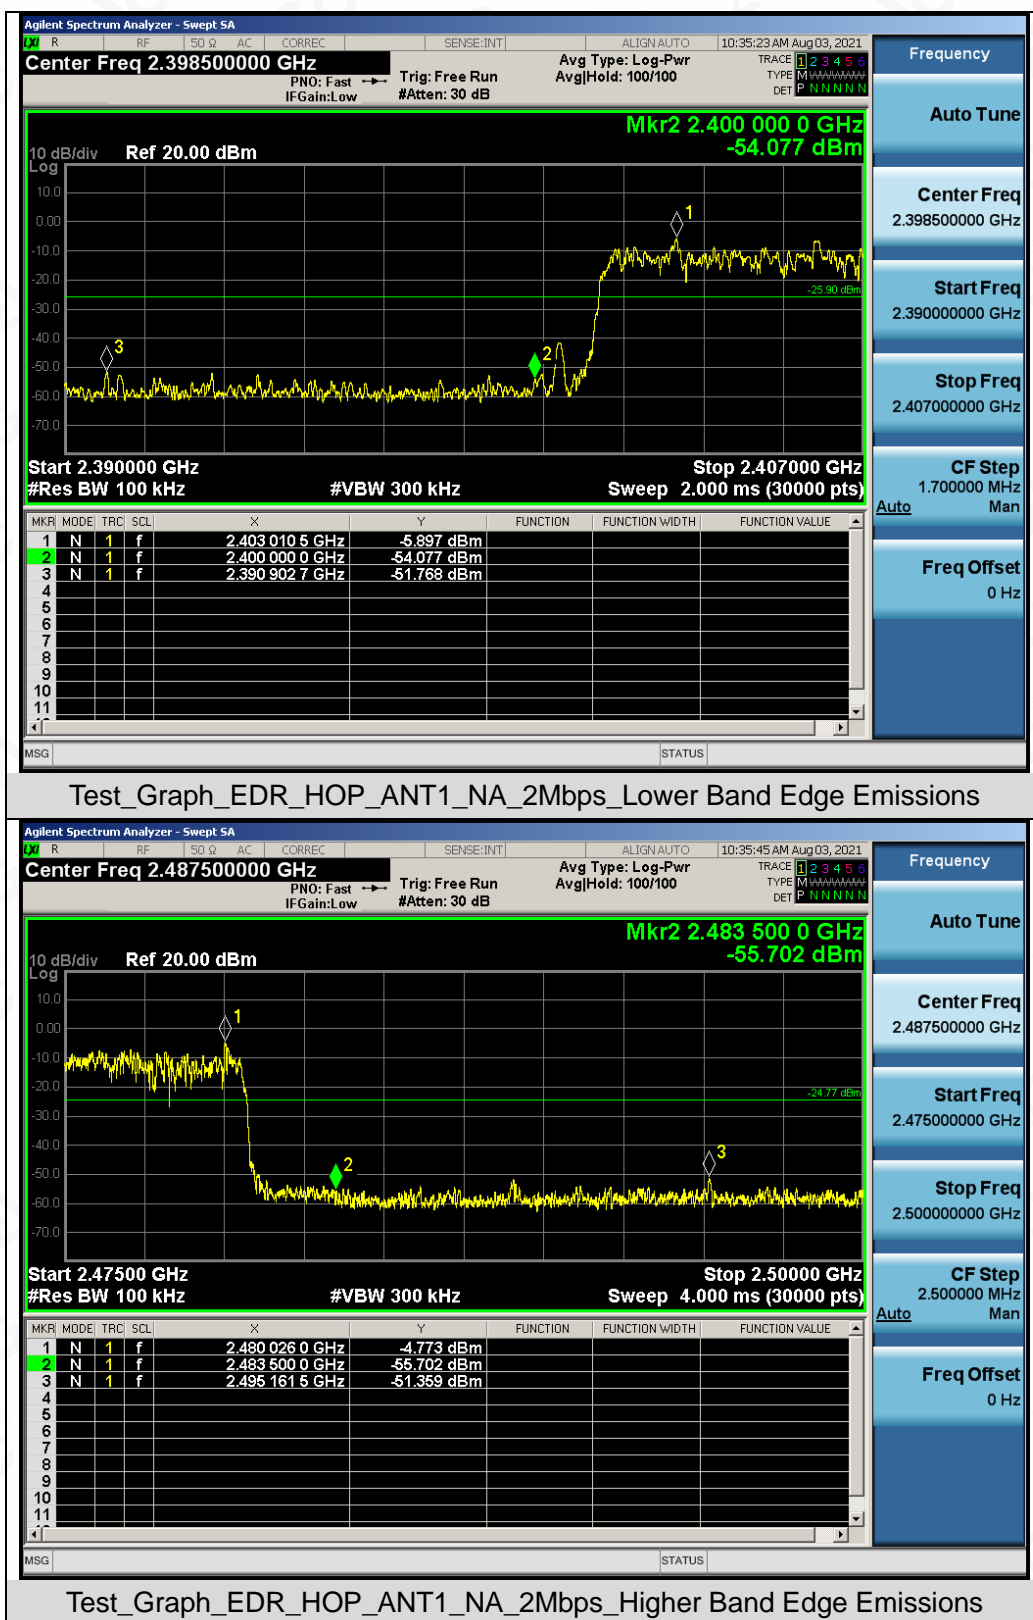 Agilent Spectrum Analyzer - Swept SA
LXI R RF 50 Ω AC CORREC SENSE:INT ALIGN AUTO 10:35:23 AM Aug 03, 2021
Center Freq 2.398500000 GHz Avg Type: Log-Pwr TRACE 1 2 3 4 5 6
PNO: Fast Trig: Free Run Avg|Hold: 100/100 TYPE M WWWWW
IFGain:Low #Atten: 30 dB DET P N N N N N
Mkr2 2.400 000 0 GHz
10 dB/div Ref 20.00 dBm -54.077 dBm
Log
10.0
0.00
-10.0
-20.0
-30.0
-40.0
-50.0
-60.0
-70.0
1
-25.90 dBm
3
2
Start 2.390000 GHz Stop 2.407000 GHz
#Res BW 100 kHz #VBW 300 kHz Sweep 2.000 ms (30000 pts)
MKR MODE TRC SCL X Y FUNCTION FUNCTION WIDTH FUNCTION VALUE
1 N 1 f 2.403 010 5 GHz -5.897 dBm
2 N 1 f 2.400 000 0 GHz -54.077 dBm
3 N 1 f 2.390 902 7 GHz -51.768 dBm
4
5
6
7
8
9
10
11
MSG STATUS
Frequency
Auto Tune
Center Freq
2.398500000 GHz
Start Freq
2.390000000 GHz
Stop Freq
2.407000000 GHz
CF Step
1.700000 MHz
Auto Man
Freq Offset
0 Hz
Test_Graph_EDR_HOP_ANT1_NA_2Mbps_Lower Band Edge Emissions
Agilent Spectrum Analyzer - Swept SA
LXI R RF 50 Ω AC CORREC SENSE:INT ALIGN AUTO 10:35:45 AM Aug 03, 2021
Center Freq 2.487500000 GHz Avg Type: Log-Pwr TRACE 1 2 3 4 5 6
PNO: Fast Trig: Free Run Avg|Hold: 100/100 TYPE M WWWWW
IFGain:Low #Atten: 30 dB DET P N N N N N
Mkr2 2.483 500 0 GHz
10 dB/div Ref 20.00 dBm -55.702 dBm
Log
10.0
0.00
-10.0
-20.0
-30.0
-40.0
-50.0
-60.0
-70.0
1
-24.77 dBm
2
3
Start 2.47500 GHz Stop 2.50000 GHz
#Res BW 100 kHz #VBW 300 kHz Sweep 4.000 ms (30000 pts)
MKR MODE TRC SCL X Y FUNCTION FUNCTION WIDTH FUNCTION VALUE
1 N 1 f 2.480 026 0 GHz -4.773 dBm
2 N 1 f 2.483 500 0 GHz -55.702 dBm
3 N 1 f 2.495 161 5 GHz -51.359 dBm
4
5
6
7
8
9
10
11
MSG STATUS
Frequency
Auto Tune
Center Freq
2.487500000 GHz
Start Freq
2.475000000 GHz
Stop Freq
2.500000000 GHz
CF Step
2.500000 MHz
Auto Man
Freq Offset
0 Hz
Test_Graph_EDR_HOP_ANT1_NA_2Mbps_Higher Band Edge Emissions